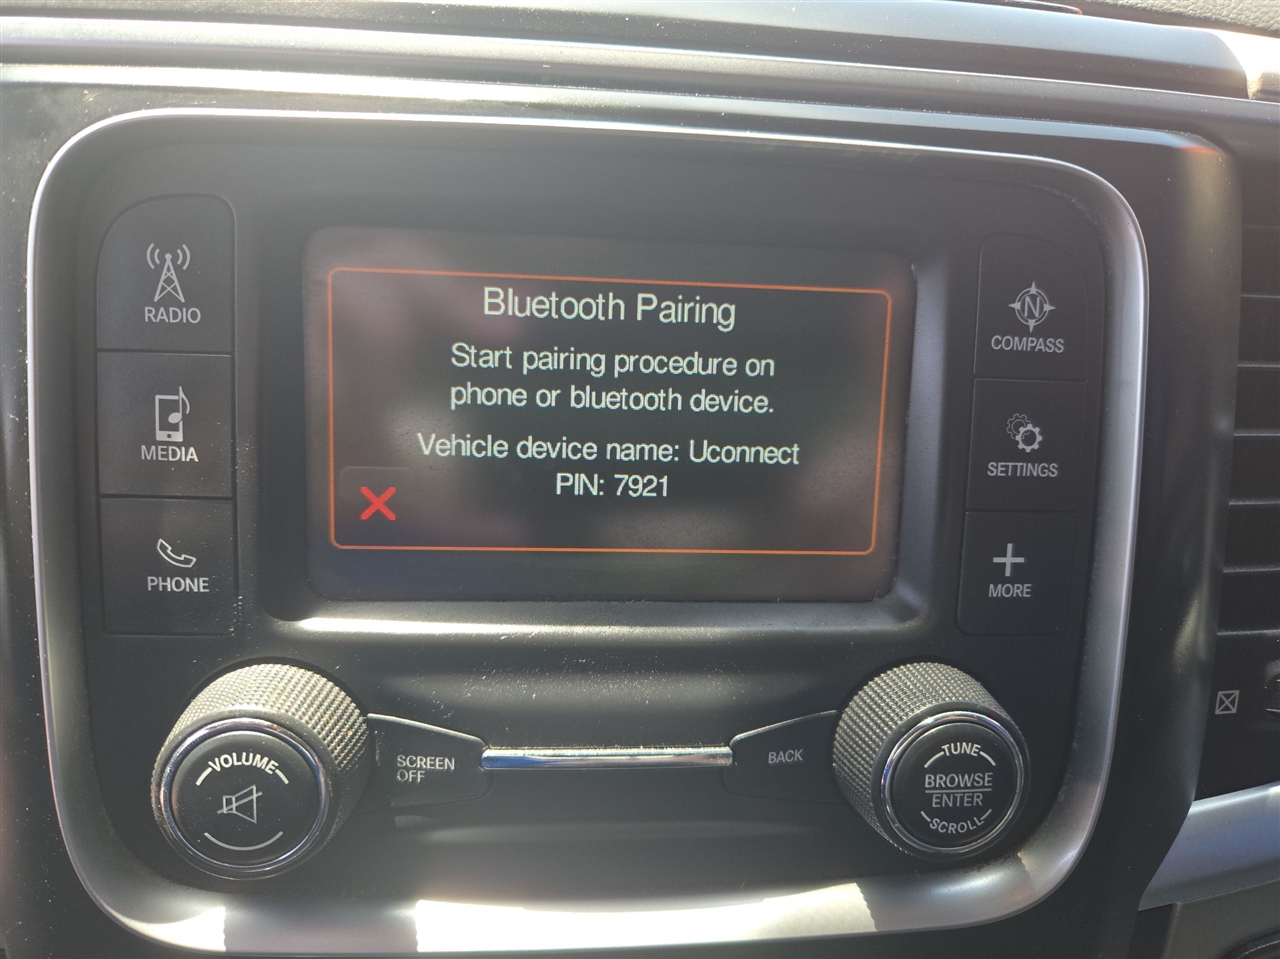 Bluetooth Pairing
Start pairing procedure on
phone or bluetooth device.
Vehicle device name: Uconnect
PIN: 7921
RADIO
MEDIA
PHONE
N
COMPASS
SETTINGS
MORE
VOLUME
SCREEN
OFF
BACK
TUNE
BROWSE
ENTER
SCROLL